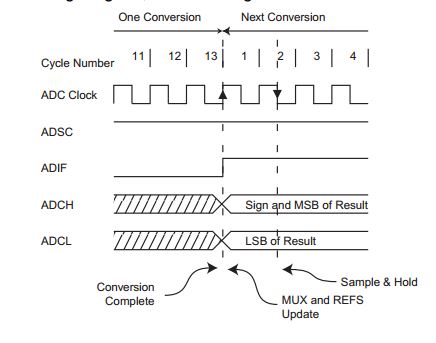 One Conversion Next Conversion
Cycle Number 11 12 13 1 2 3 4
ADC Clock
ADSC
ADIF
ADCH Sign and MSB of Result
ADCL LSB of Result
Conversion
Complete
MUX and REFS
Update
Sample & Hold